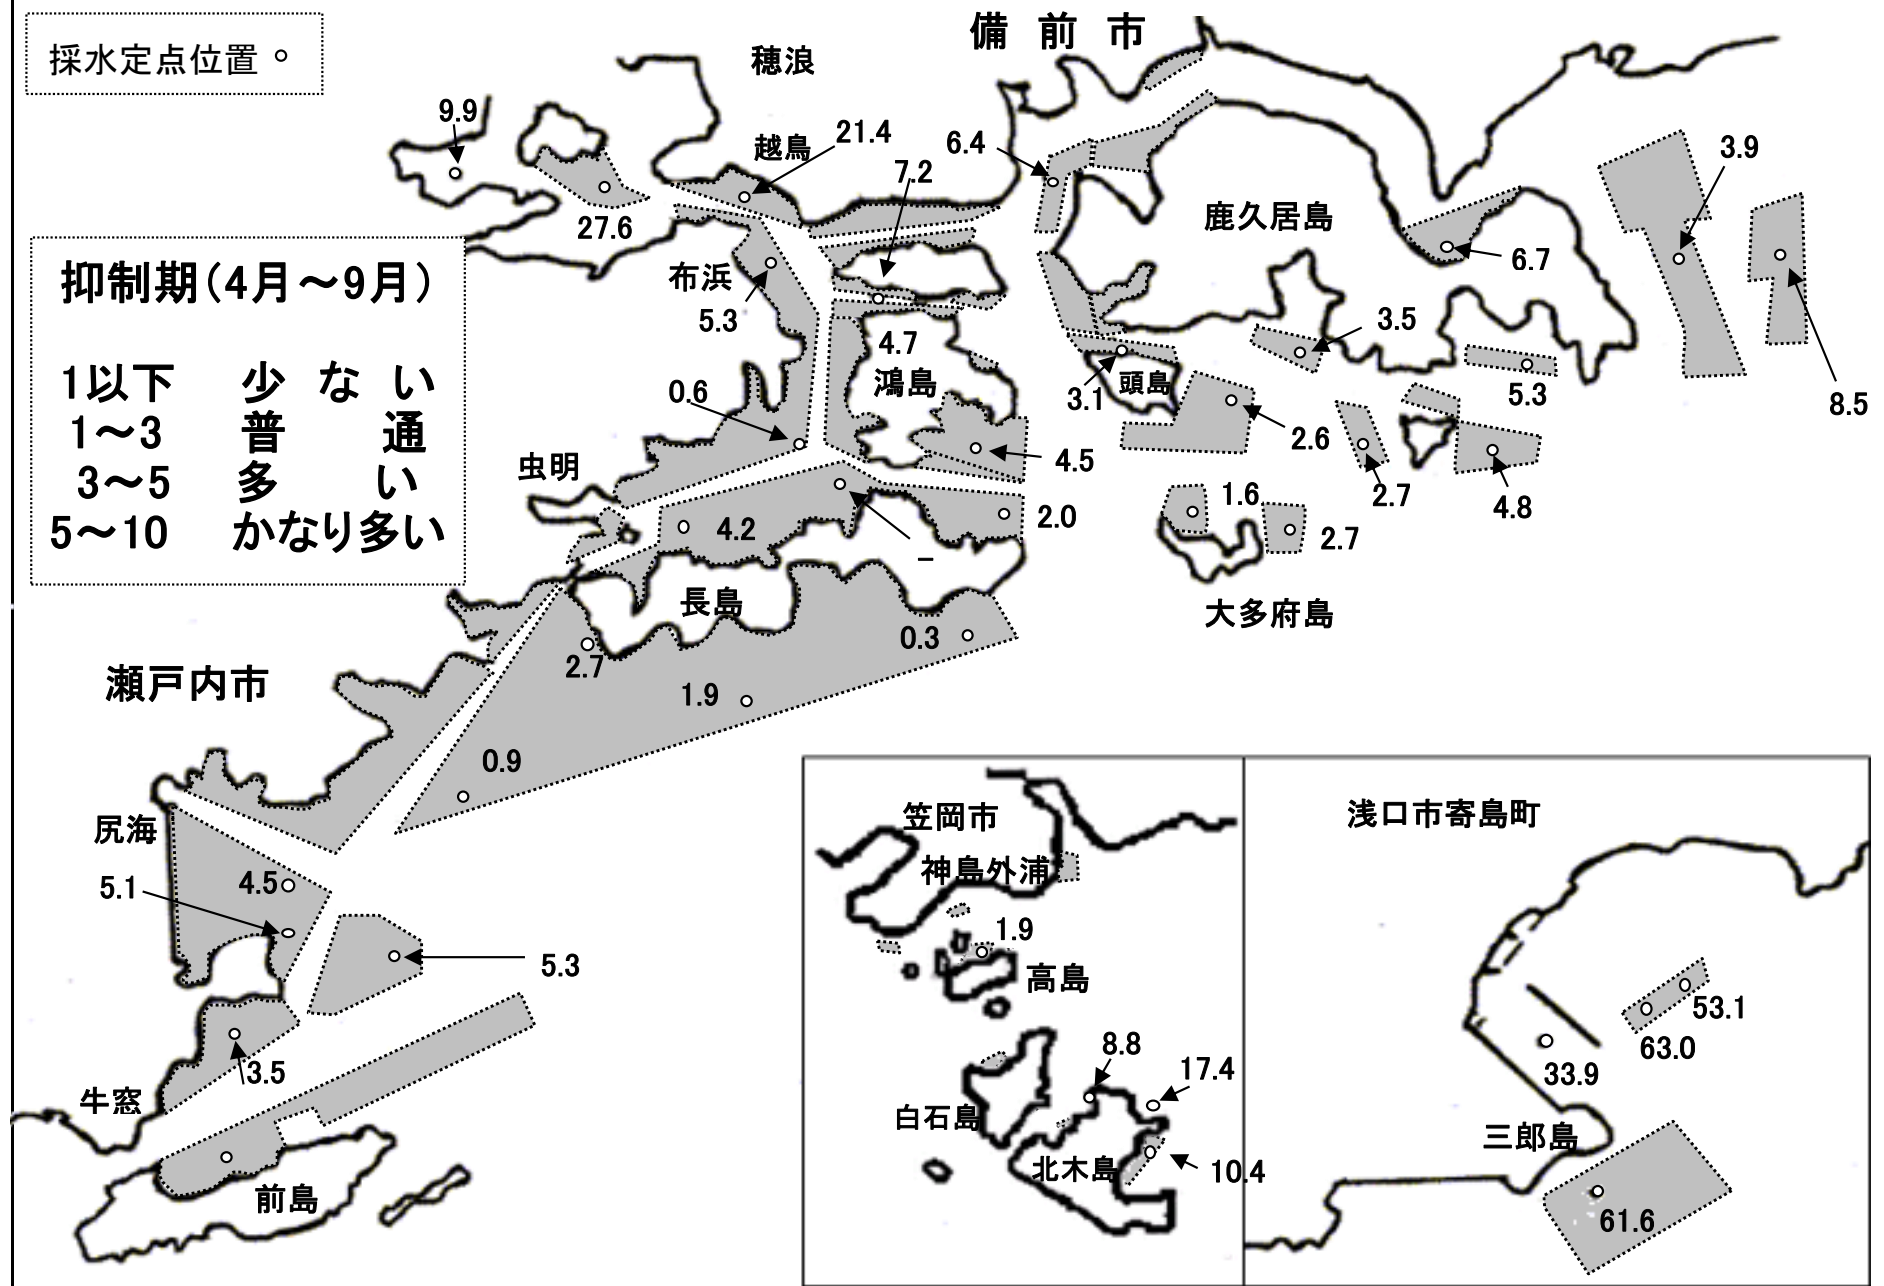 採水定点位置 ○
備 前 市
穂浪
9.9
越鳥
21.4
6.4
7.2
3.9
鹿久居島
27.6
6.7
抑制期(4月～9月)
1以下 少 な い
1～3 普 通
3～5 多 い
5～10 かなり多い
布浜
5.3
4.7
鴻島
3.5
0.6
3.1
頭島
5.3
8.5
2.6
虫明
4.5
2.7
4.8
4.2
－
2.0
1.6
2.7
長島
大多府島
0.3
2.7
1.9
瀬戸内市
0.9
尻海
5.1
4.5
5.3
3.5
牛窓
前島
笠岡市
神島外浦
1.9
高島
8.8
17.4
白石島
北木島
10.4
浅口市寄島町
53.1
63.0
33.9
三郎島
61.6